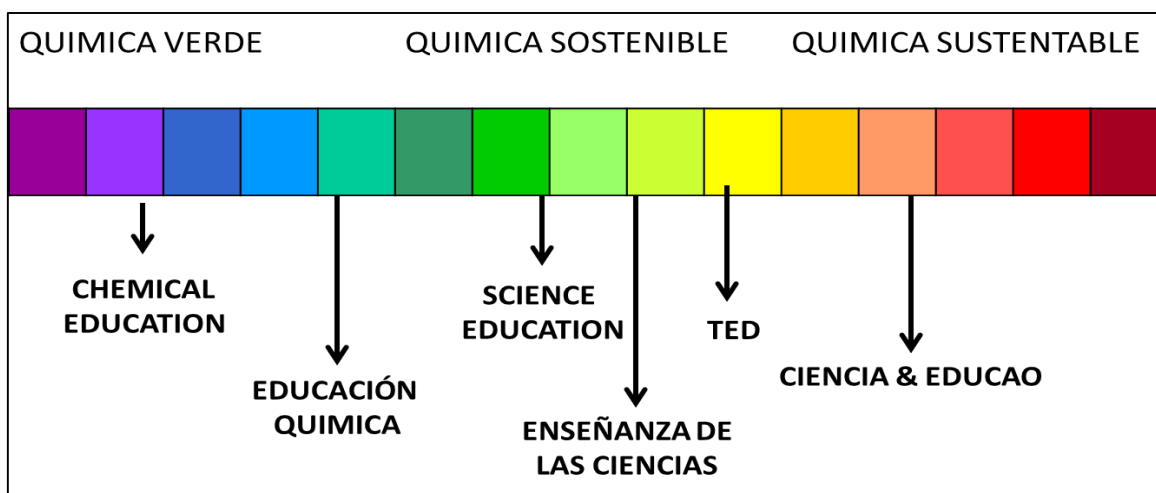 QUIMICA VERDE
QUIMICA SOSTENIBLE
QUIMICA SUSTENTABLE
CHEMICAL
EDUCATION
EDUCACIÓN
QUIMICA
SCIENCE
EDUCATION
ENSEÑANZA DE
LAS CIENCIAS
TED
CIENCIA & EDUCAO